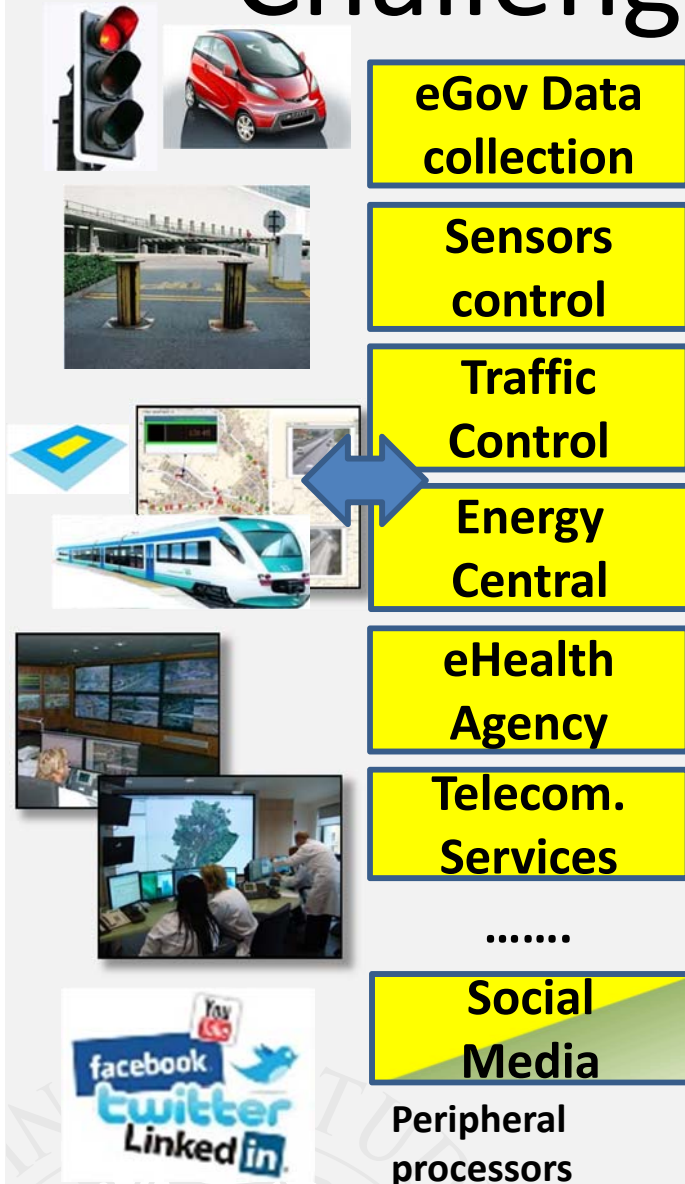 Challeng
eGov Data
collection
Sensors
control
Traffic
Control
Energy
Central
eHealth
Agency
Telecom.
Services
.......
Social
Media
You
facebook
twitter
Linked in
Peripheral
processors